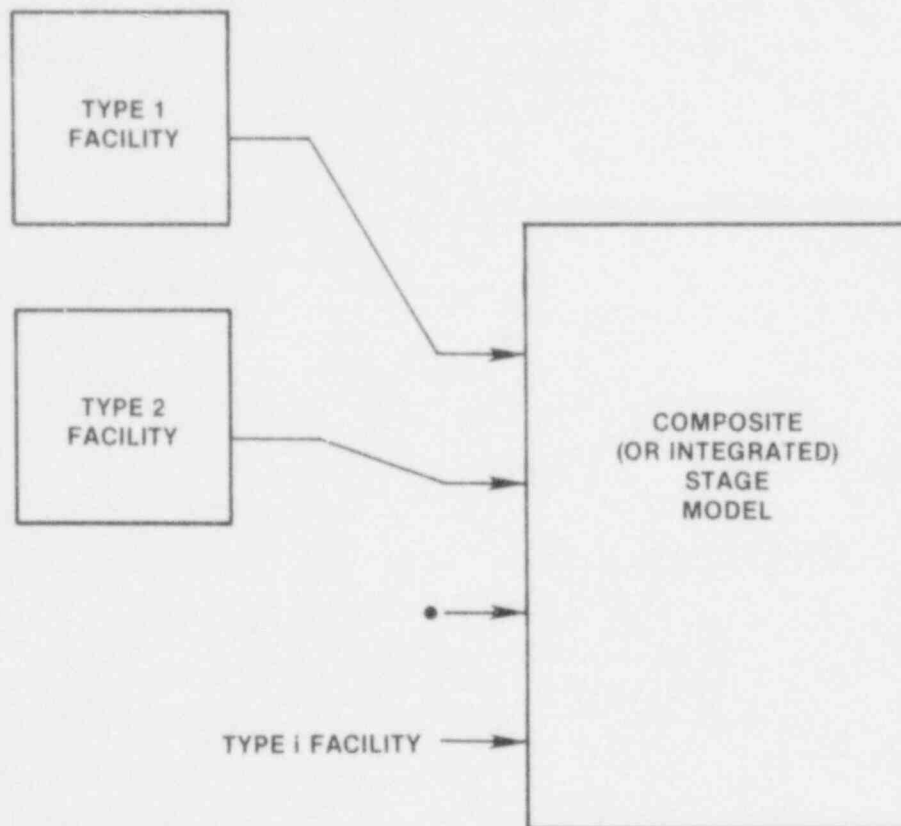 TYPE 1
FACILITY
TYPE 2
FACILITY
COMPOSITE
(OR INTEGRATED)
STAGE
MODEL
TYPE i FACILITY